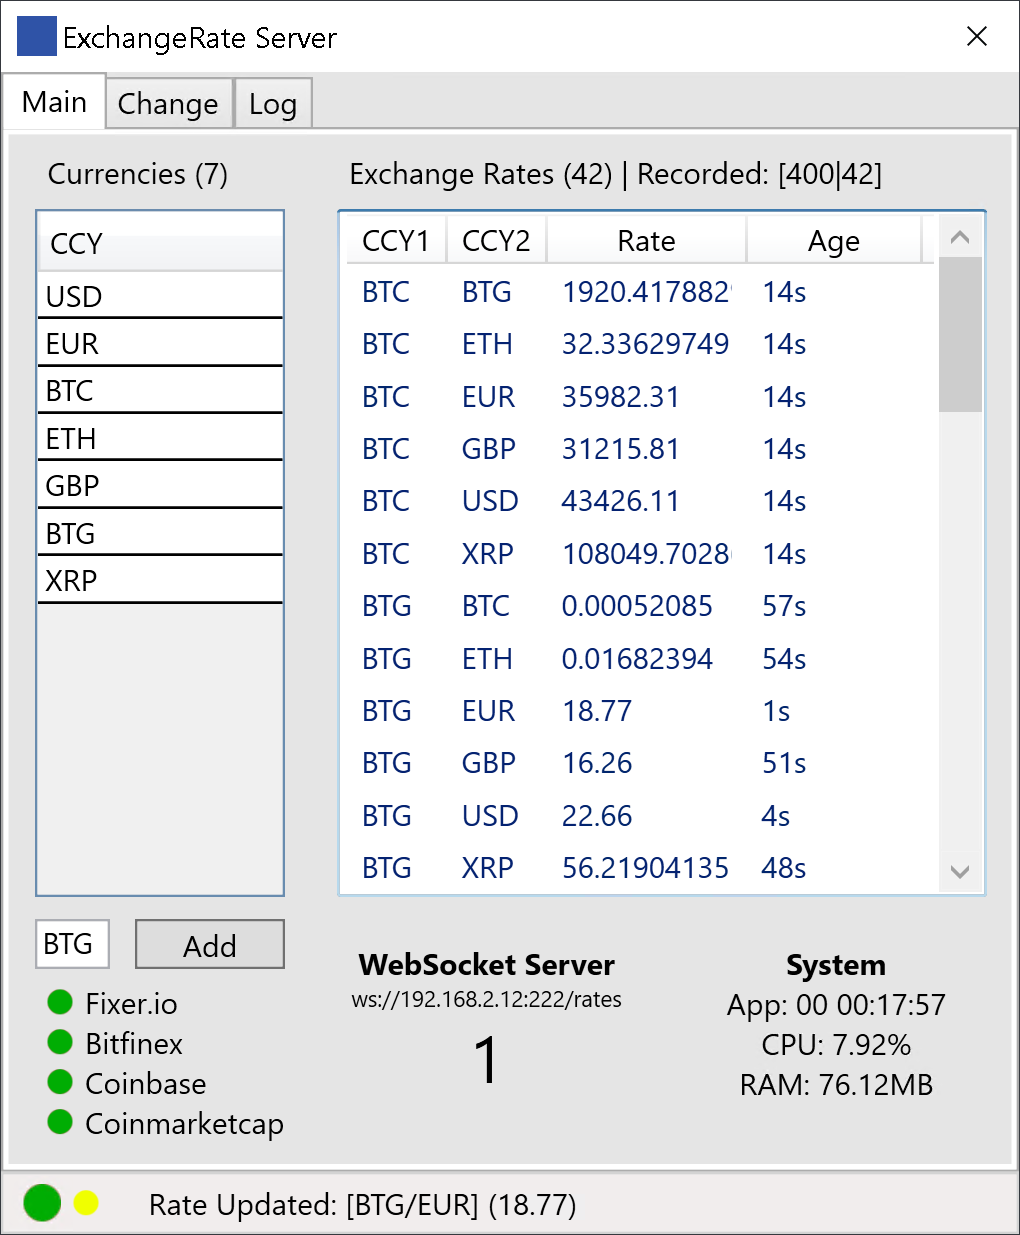 ExchangeRate Server
Main Change Log
Currencies (7)
CCY
USD
EUR
BTC
ETH
GBP
BTG
XRP
BTG Add
Fixer.io
Bitfinex
Coinbase
Coinmarketcap
Exchange Rates (42) | Recorded: [400|42]
CCY1 CCY2 Rate Age
BTC BTG 1920.4178829 14s
BTC ETH 32.33629749 14s
BTC EUR 35982.31 14s
BTC GBP 31215.81 14s
BTC USD 43426.11 14s
BTC XRP 108049.7028 14s
BTG BTC 0.00052085 57s
BTG ETH 0.01682394 54s
BTG EUR 18.77 1s
BTG GBP 16.26 51s
BTG USD 22.66 4s
BTG XRP 56.21904135 48s
WebSocket Server
ws://192.168.2.12:222/rates
1
System
App: 00 00:17:57
CPU: 7.92%
RAM: 76.12MB
Rate Updated: [BTG/EUR] (18.77)